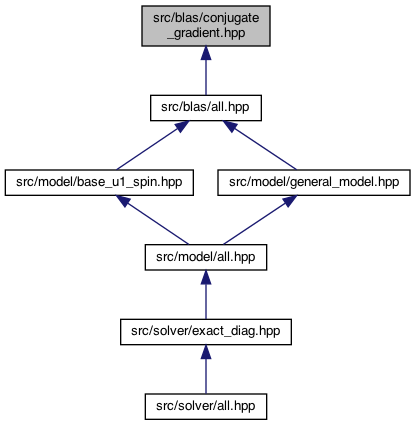 src/blas/conjugate
_gradient.hpp
src/blas/all.hpp
src/model/base_u1_spin.hpp
src/model/general_model.hpp
src/model/all.hpp
src/solver/exact_diag.hpp
src/solver/all.hpp